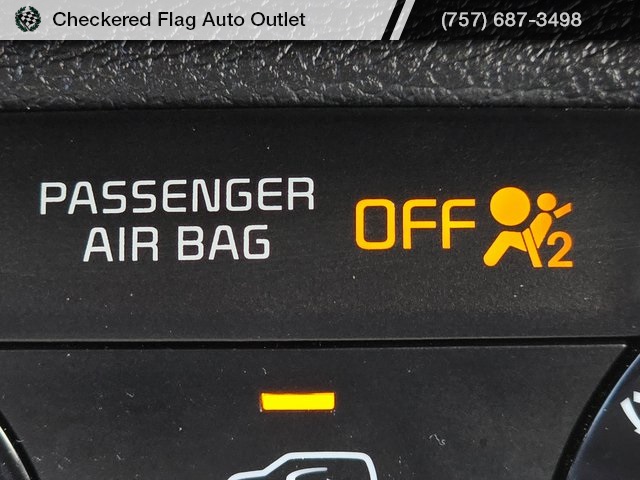 Checkered Flag Auto Outlet (757) 687-3498
PASSENGER
AIR BAG
OFF 2